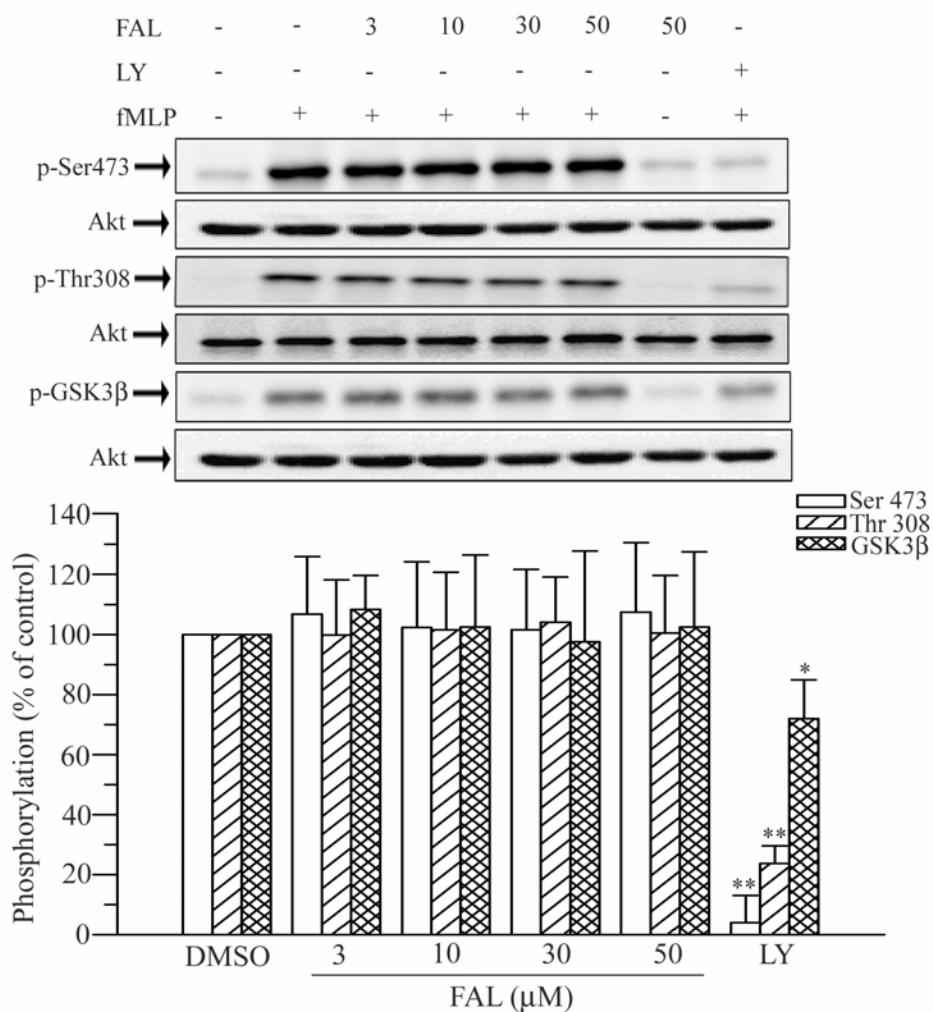 FAL - - 3 10 30 50 50 -
LY - - - - - - - +
fMLP - + + + + + - +
p-Ser473
Akt
p-Thr308
Akt
p-GSK3β
Akt
Ser 473
Thr 308
GSK3β
Phosphorylation (% of control)
140
120
100
80
60
40
20
0
** ** *
DMSO 3 10 30 50 LY
FAL (μM)